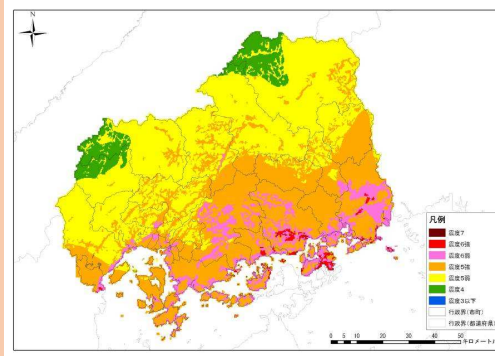 N
凡例
震度7
震度6強
震度6弱
震度5強
震度5弱
震度4
震度3以下
行政界(市町)
行政界(都道府県)
0 5 10 20 30 40 50
キロメートル